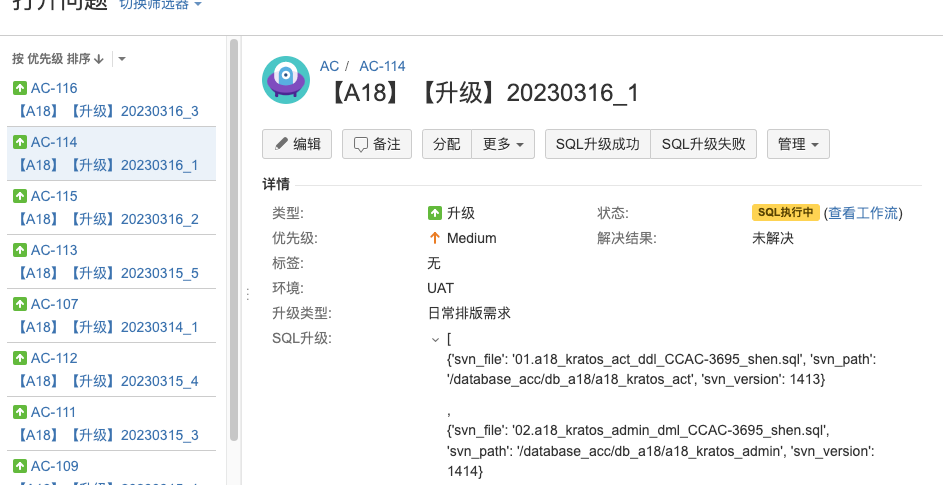 打开问题 切换筛选器
按 优先级 排序
AC-116
【A18】【升级】20230316_3
AC-114
【A18】【升级】20230316_1
AC-115
【A18】【升级】20230316_2
AC-113
【A18】【升级】20230315_5
AC-107
【A18】【升级】20230314_1
AC-112
【A18】【升级】20230315_4
AC-111
【A18】【升级】20230315_3
AC-109
AC / AC-114
【A18】【升级】20230316_1
编辑 备注 分配 更多 SQL升级成功 SQL升级失败 管理
详情
类型: 升级 状态: SQL执行中 (查看工作流)
优先级: Medium 解决结果: 未解决
标签: 无
环境: UAT
升级类型: 日常排版需求
SQL升级: [
{'svn_file': '01.a18_kratos_act_ddl_CCAC-3695_shen.sql', 'svn_path':
'/database_acc/db_a18/a18_kratos_act', 'svn_version': 1413}
,
{'svn_file': '02.a18_kratos_admin_dml_CCAC-3695_shen.sql',
'svn_path': '/database_acc/db_a18/a18_kratos_admin', 'svn_version':
1414}